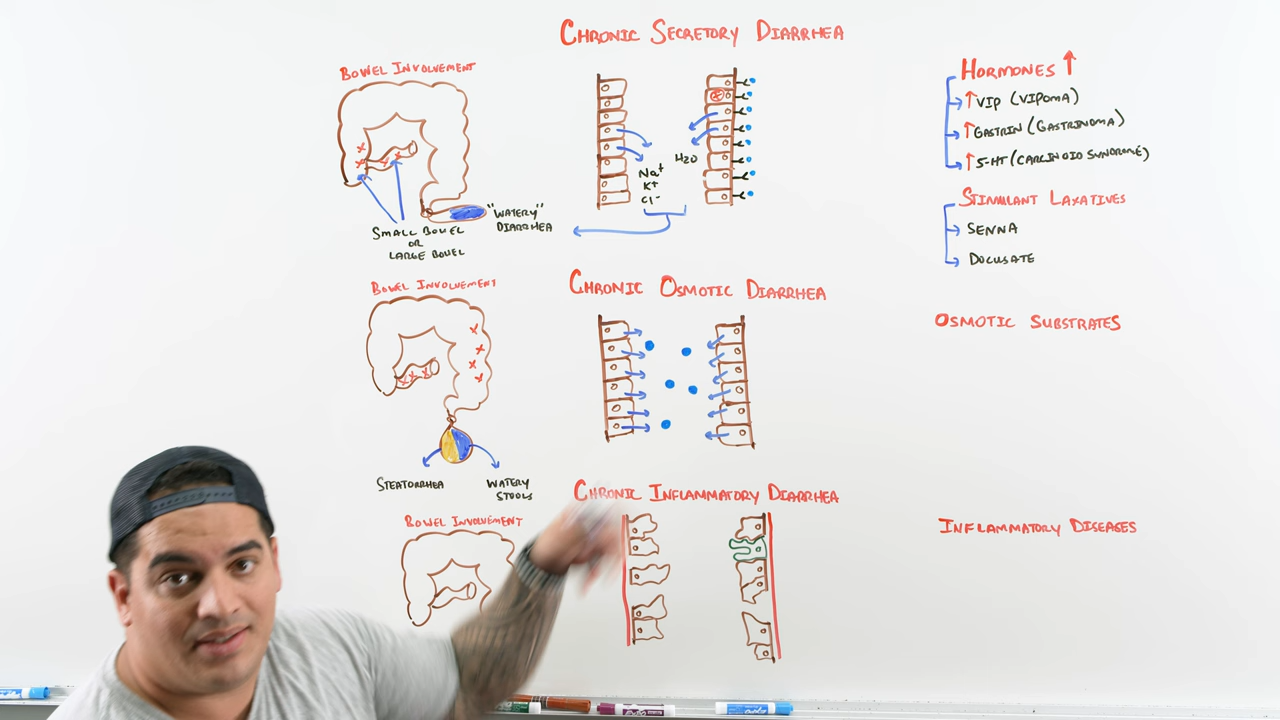 CHRONIC SECRETORY DIARRHEA
BOWEL INVOLVEMENT
SMALL BOWEL
OR
LARGE BOWEL
"WATERY"
DIARRHEA
Na+
K+
Cl-
H2O
HORMONES ↑
↑ VIP (VIPOMA)
↑ GASTRIN (GASTRINOMA)
↑ 5-HT (CARCINOID SYNDROME)
STIMULANT LAXATIVES
SENNA
DOCUSATE
CHRONIC OSMOTIC DIARRHEA
BOWEL INVOLVEMENT
STEATORRHEA
WATERY
STOOLS
OSMOTIC SUBSTRATES
CHRONIC INFLAMMATORY DIARRHEA
BOWEL INVOLVEMENT
INFLAMMATORY DISEASES